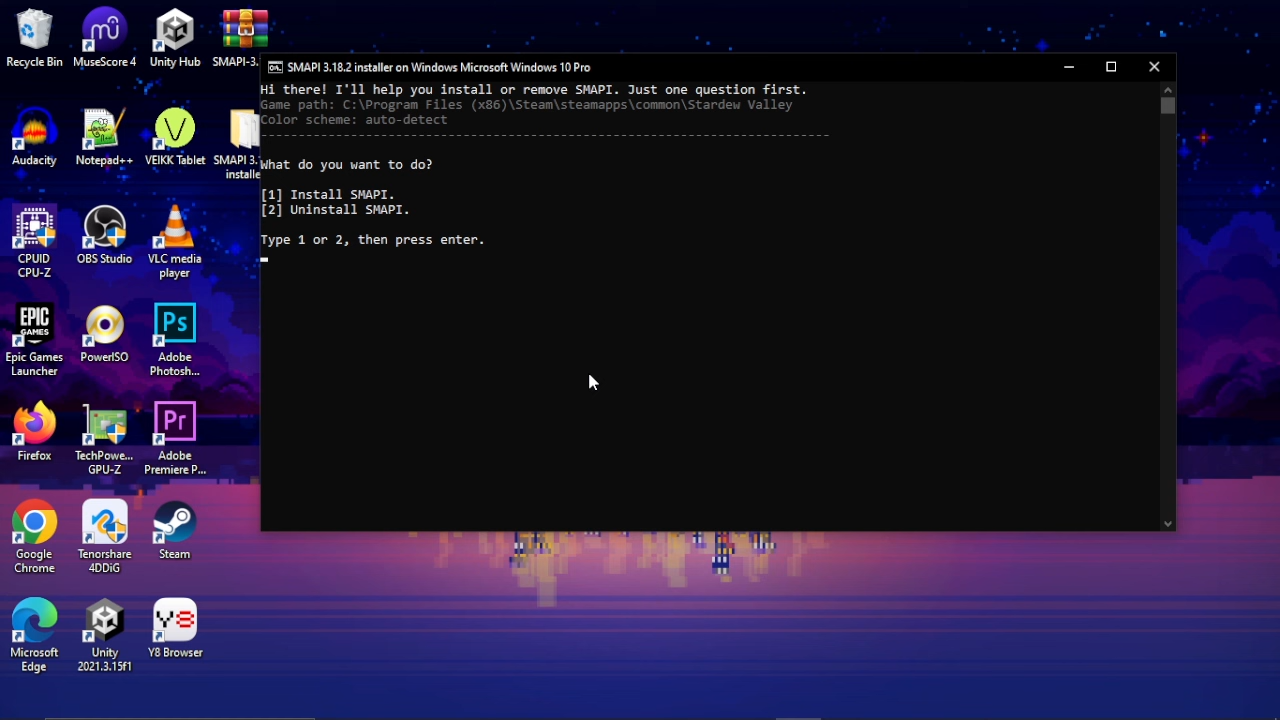 SMAPI 3.18.2 installer on Windows Microsoft Windows 10 Pro
Hi there! I'll help you install or remove SMAPI. Just one question first.
Game path: C:\Program Files (x86)\Steam\steamapps\common\Stardew Valley
Color scheme: auto-detect
----------------------------------------------------------------------------
What do you want to do?
[1] Install SMAPI.
[2] Uninstall SMAPI.
Type 1 or 2, then press enter.
Recycle Bin
MuseScore 4
Unity Hub
SMAPI-3.
Audacity
Notepad++
VEIKK Tablet
SMAPI 3.
installe
CPUID
CPU-Z
OBS Studio
VLC media
player
EPIC
GAMES
Epic Games
Launcher
PowerISO
Ps
Adobe
Photosh...
Firefox
TechPowe...
GPU-Z
Pr
Adobe
Premiere P...
Google
Chrome
Tenorshare
4DDiG
Steam
Microsoft
Edge
Unity
2021.3.15f1
Y8
Y8 Browser